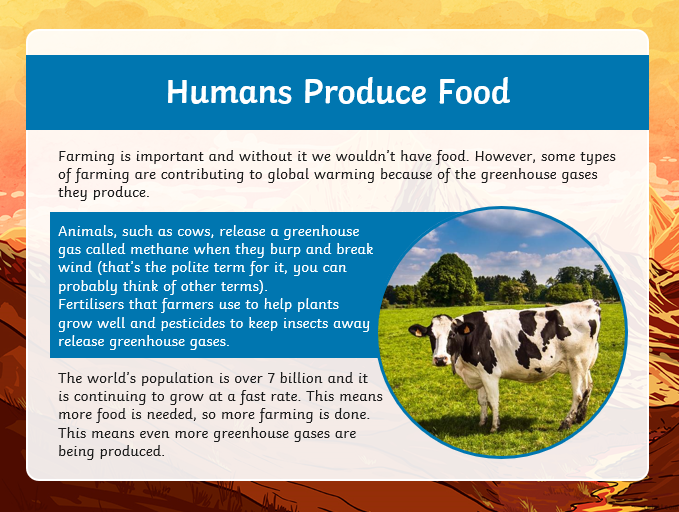 Humans Produce Food
Farming is important and without it we wouldn't have food. However, some types
of farming are contributing to global warming because of the greenhouse gases
they produce.
Animals, such as cows, release a greenhouse
gas called methane when they burp and break
wind (that's the polite term for it, you can
probably think of other terms).
Fertilisers that farmers use to help plants
grow well and pesticides to keep insects away
release greenhouse gases.
The world's population is over 7 billion and it
is continuing to grow at a fast rate. This means
more food is needed, so more farming is done.
This means even more greenhouse gases are
being produced.